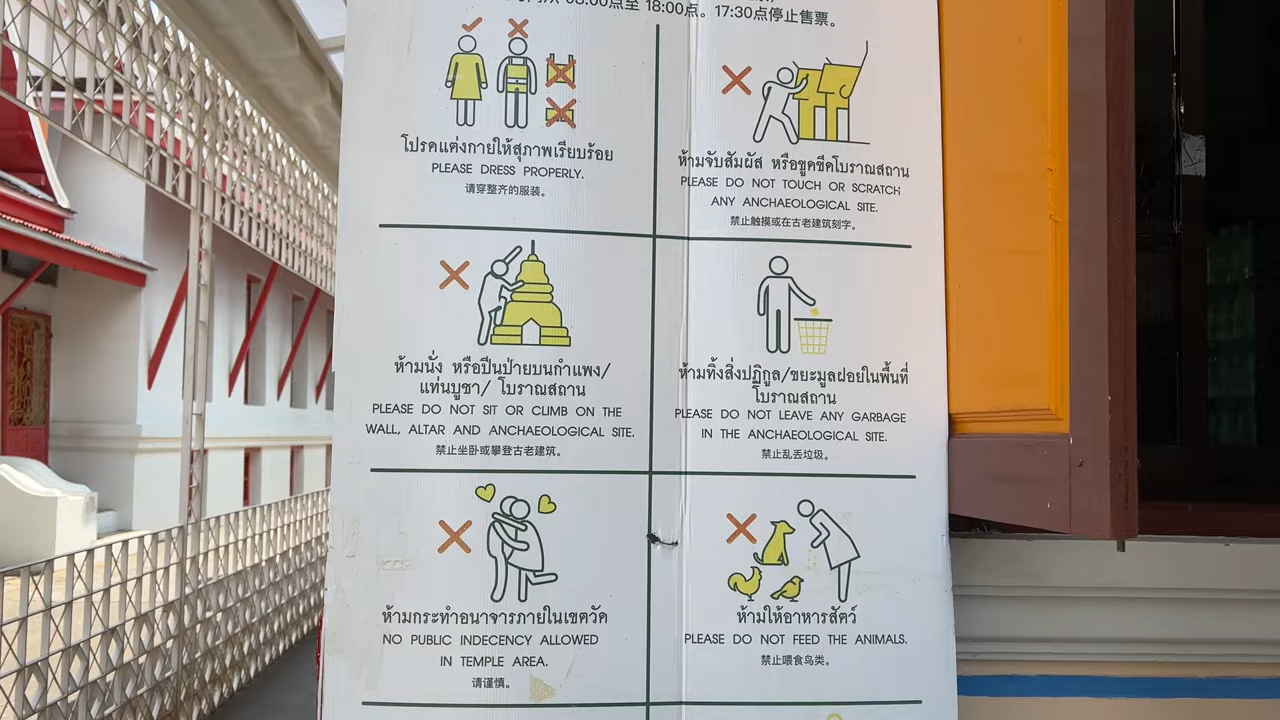 08:00点至 18:00点。17:30点停止售票。
โปรดแต่งกายให้สุภาพเรียบร้อย
PLEASE DRESS PROPERLY.
请穿整齐的服装。
ห้ามจับสัมผัส หรือขูดขีดโบราณสถาน
PLEASE DO NOT TOUCH OR SCRATCH
ANY ANCHAEOLOGICAL SITE.
禁止触摸或在古老建筑刻字。
ห้ามนั่ง หรือปีนป่ายบนกำแพง/
แท่นบูชา/ โบราณสถาน
PLEASE DO NOT SIT OR CLIMB ON THE
WALL, ALTAR AND ANCHAEOLOGICAL SITE.
禁止坐卧或攀登古老建筑。
ห้ามทิ้งสิ่งปฏิกูล/ขยะมูลฝอยในพื้นที่
โบราณสถาน
PLEASE DO NOT LEAVE ANY GARBAGE
IN THE ANCHAEOLOGICAL SITE.
禁止乱丢垃圾。
ห้ามกระทำอนาจารภายในเขตวัด
NO PUBLIC INDECENCY ALLOWED
IN TEMPLE AREA.
请谨慎。
ห้ามให้อาหารสัตว์
PLEASE DO NOT FEED THE ANIMALS.
禁止喂食鸟类。